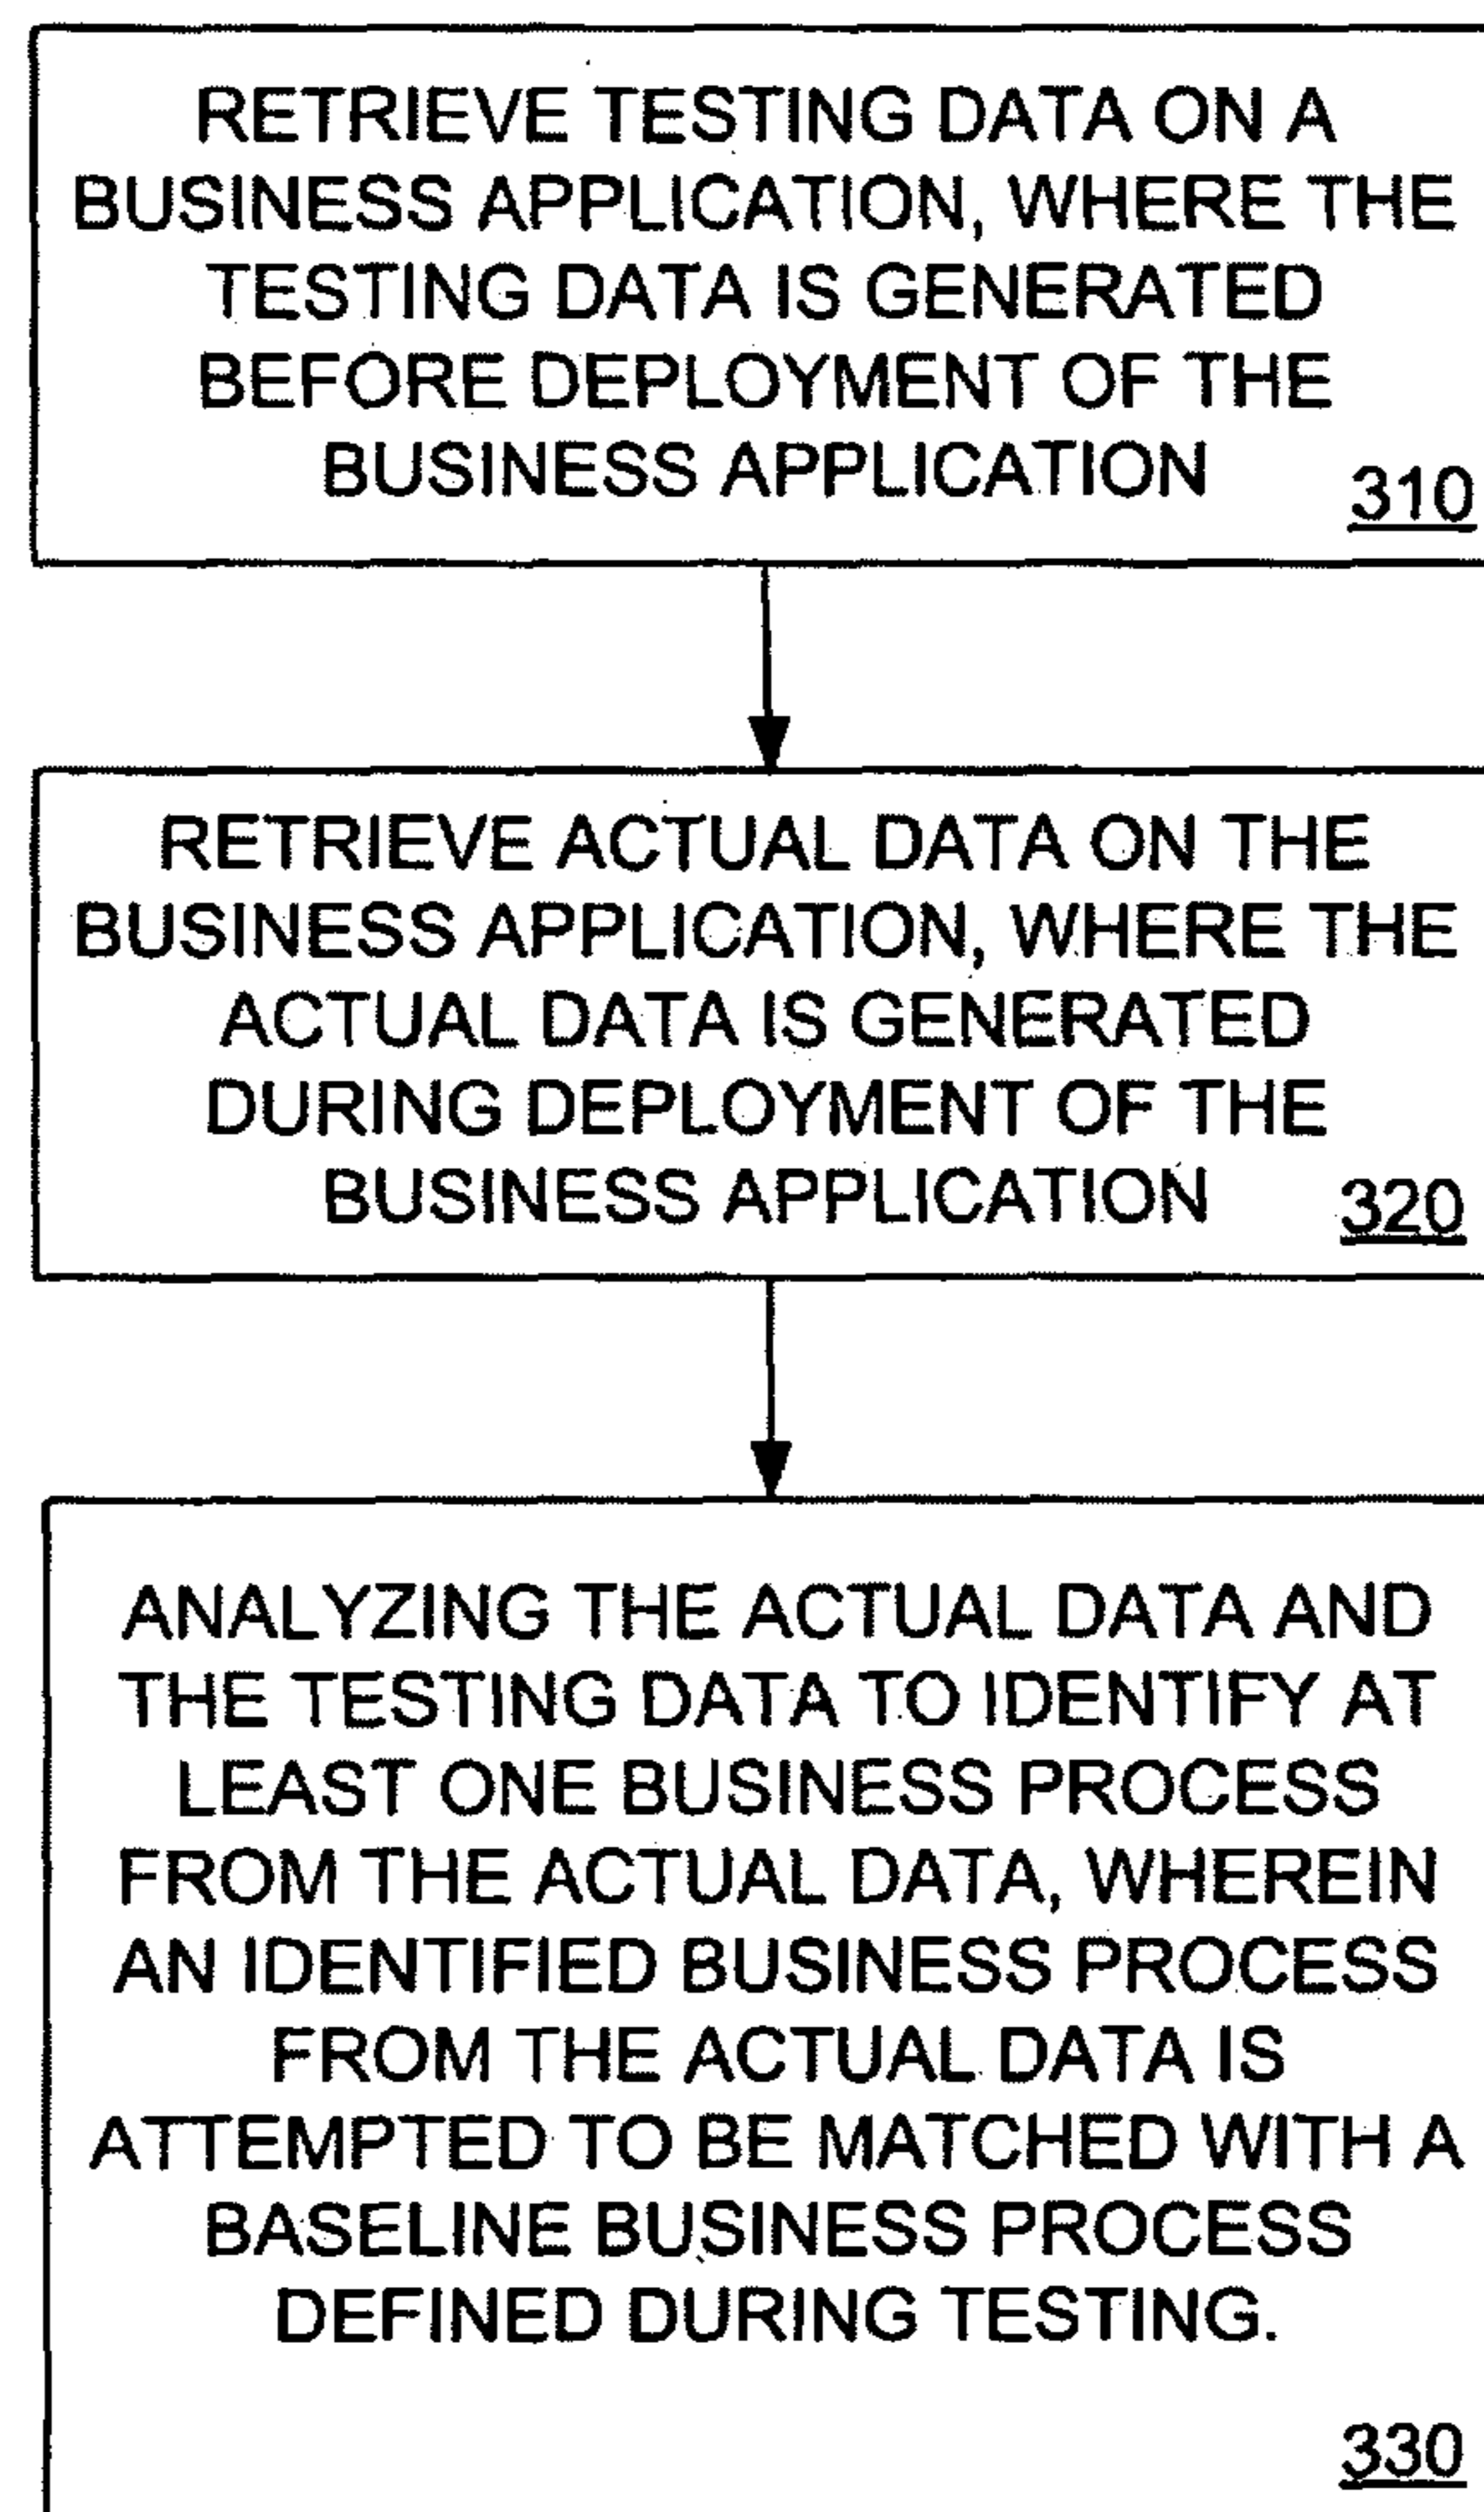 RETRIEVE TESTING DATA ON A
BUSINESS APPLICATION, WHERE THE
TESTING DATA IS GENERATED
BEFORE DEPLOYMENT OF THE
BUSINESS APPLICATION
310
RETRIEVE ACTUAL DATA ON THE
BUSINESS APPLICATION, WHERE THE
ACTUAL DATA IS GENERATED
DURING DEPLOYMENT OF THE
BUSINESS APPLICATION
320
ANALYZING THE ACTUAL DATA AND
THE TESTING DATA TO IDENTIFY AT
LEAST ONE BUSINESS PROCESS
FROM THE ACTUAL DATA, WHEREIN
AN IDENTIFIED BUSINESS PROCESS
FROM THE ACTUAL DATA IS
ATTEMPTED TO BE MATCHED WITH A
BASELINE BUSINESS PROCESS
DEFINED DURING TESTING.
330